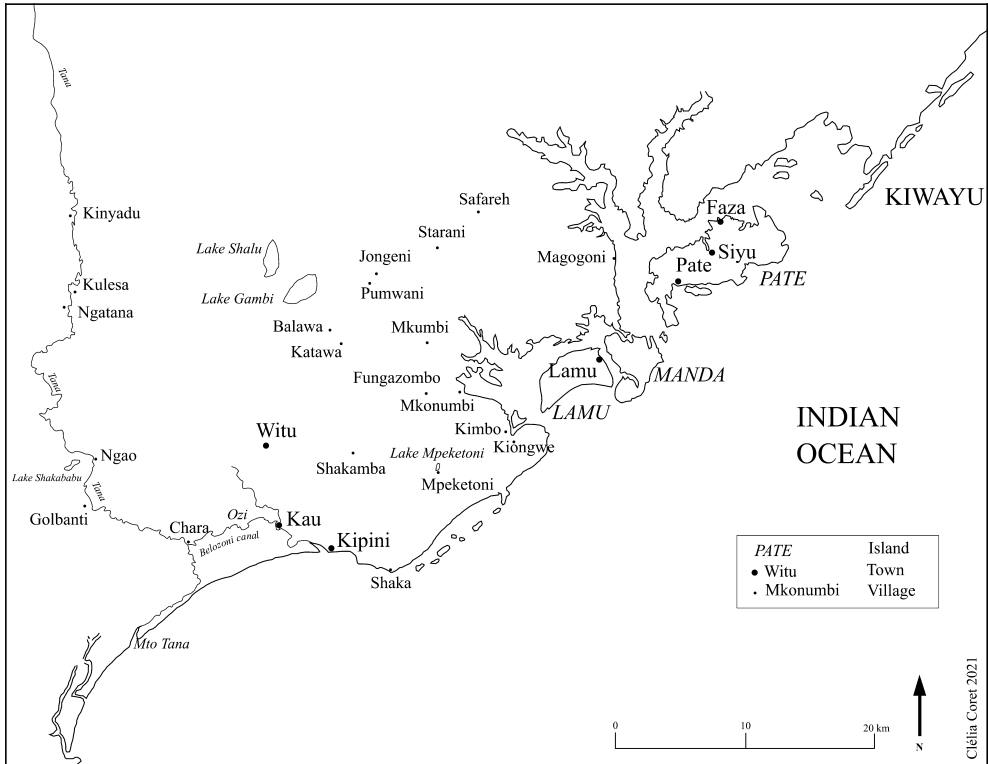 Tana
KIWAYU
Safareh
Faza
Kinyadu
Starani
Lake Shalu
Jongeni
Magogoni
Siyu
Pate
PATE
Kulesa
Lake Gambi
Pumwani
Ngatana
Balawa
Mkumbi
Katawa
Lamu
MANDA
Tana
Fungazombo
Mkonumbi
LAMU
INDIAN
OCEAN
Witu
Kimbo
Kiongwe
Ngao
Lake Mpeketoni
Shakamba
Lake Shakababu
Tana
Mpeketoni
Golbanti
Chara
Ozi
Kau
Belozoni canal
Kipini
Shaka
PATE Island
Witu Town
Mkonumbi Village
Mto Tana
0 10 20 km
N
Clélia Coret 2021